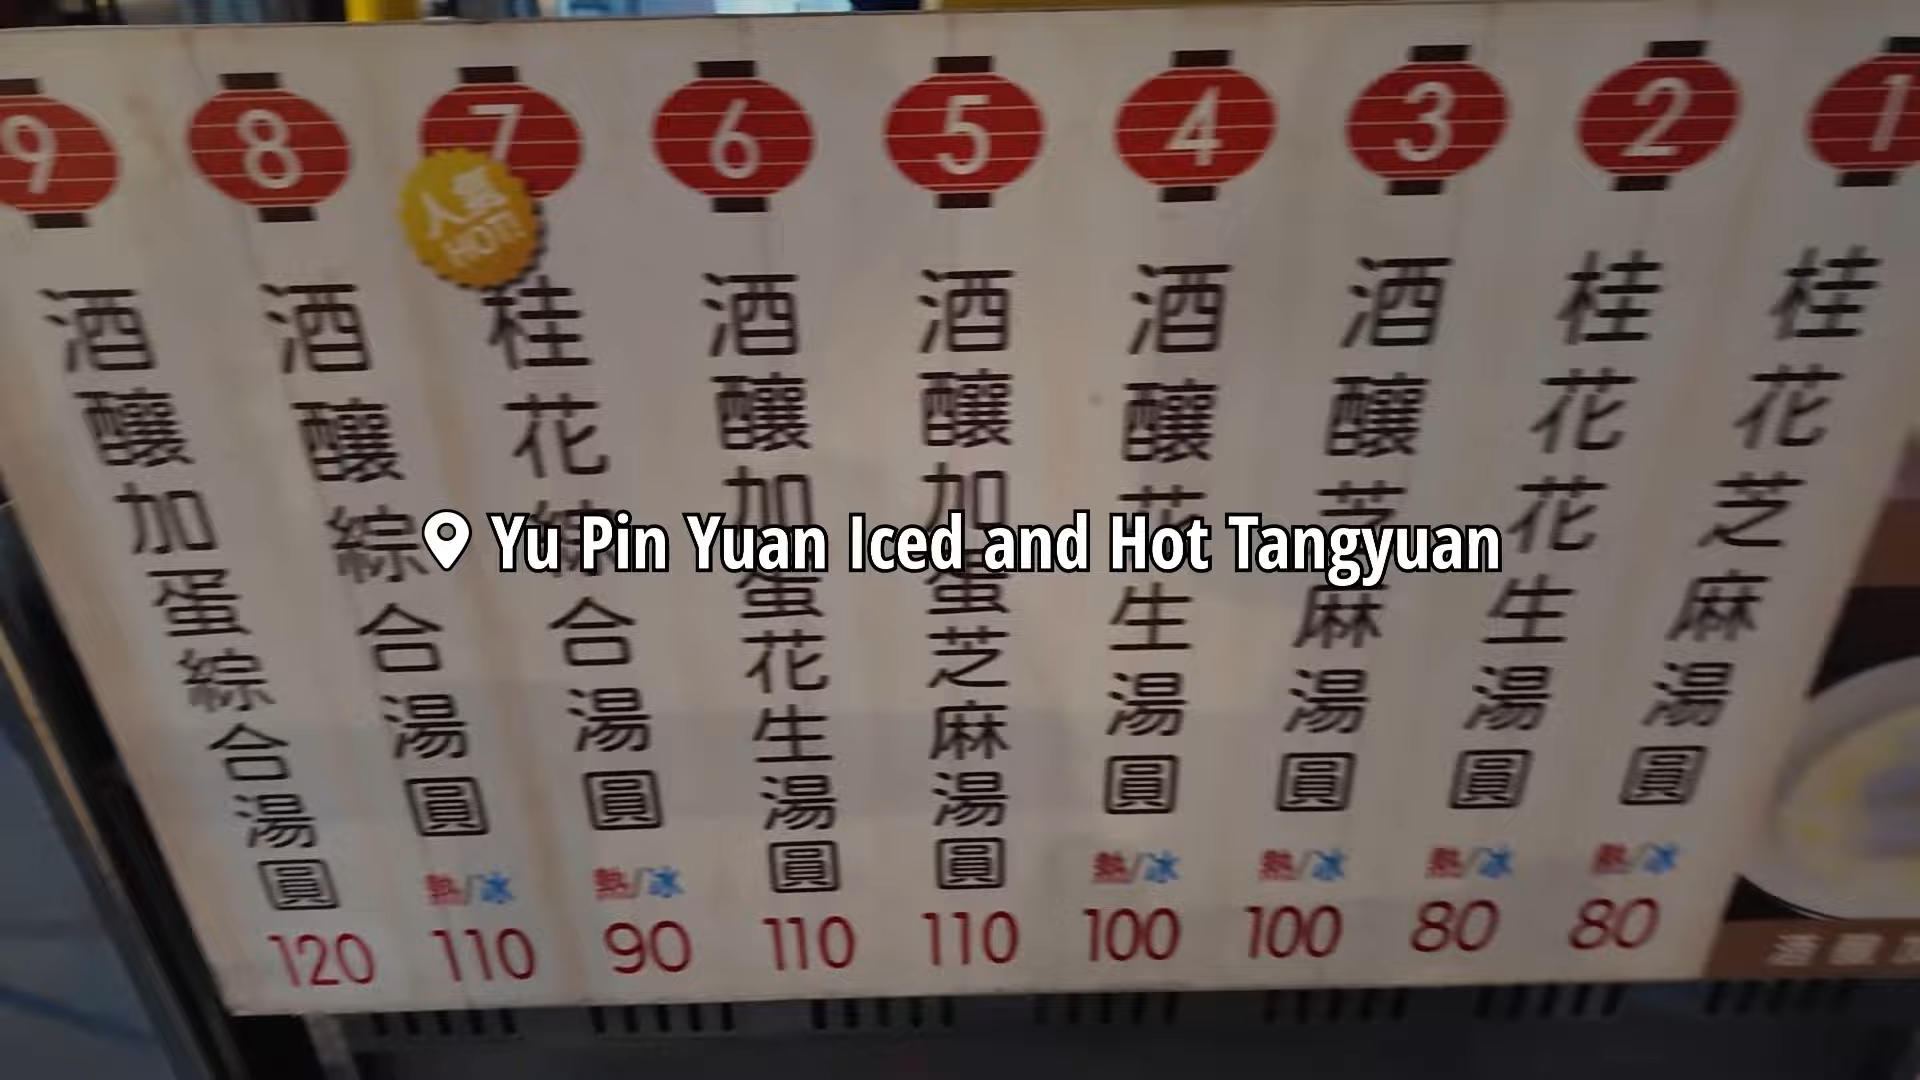 1
桂花芝麻湯圓
熱/冰
80
2
桂花花生湯圓
熱/冰
80
3
酒釀芝麻湯圓
熱/冰
100
4
酒釀花生湯圓
熱/冰
100
5
酒釀加蛋芝麻湯圓
110
6
酒釀加蛋花生湯圓
110
7
人氣
HOT!
桂花綜合湯圓
熱/冰
90
8
酒釀綜合湯圓
熱/冰
110
9
酒釀加蛋綜合湯圓
120
Yu Pin Yuan Iced and Hot Tangyuan
酒釀加